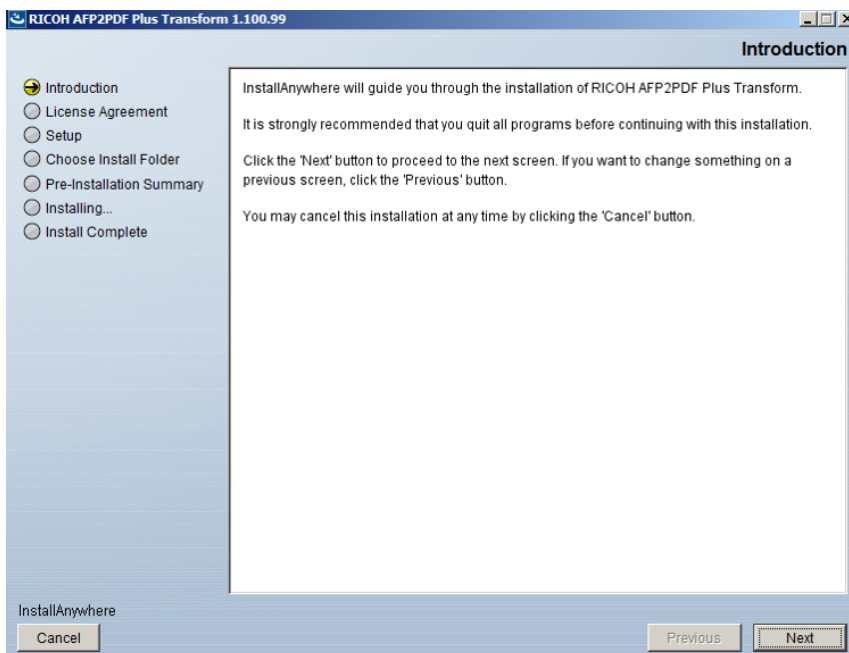 RICOH AFP2PDF Plus Transform 1.100.99
Introduction
Introduction
License Agreement
Setup
Choose Install Folder
Pre-Installation Summary
Installing...
Install Complete
InstallAnywhere will guide you through the installation of RICOH AFP2PDF Plus Transform.
It is strongly recommended that you quit all programs before continuing with this installation.
Click the 'Next' button to proceed to the next screen. If you want to change something on a
previous screen, click the 'Previous' button.
You may cancel this installation at any time by clicking the 'Cancel' button.
InstallAnywhere
Cancel
Previous
Next